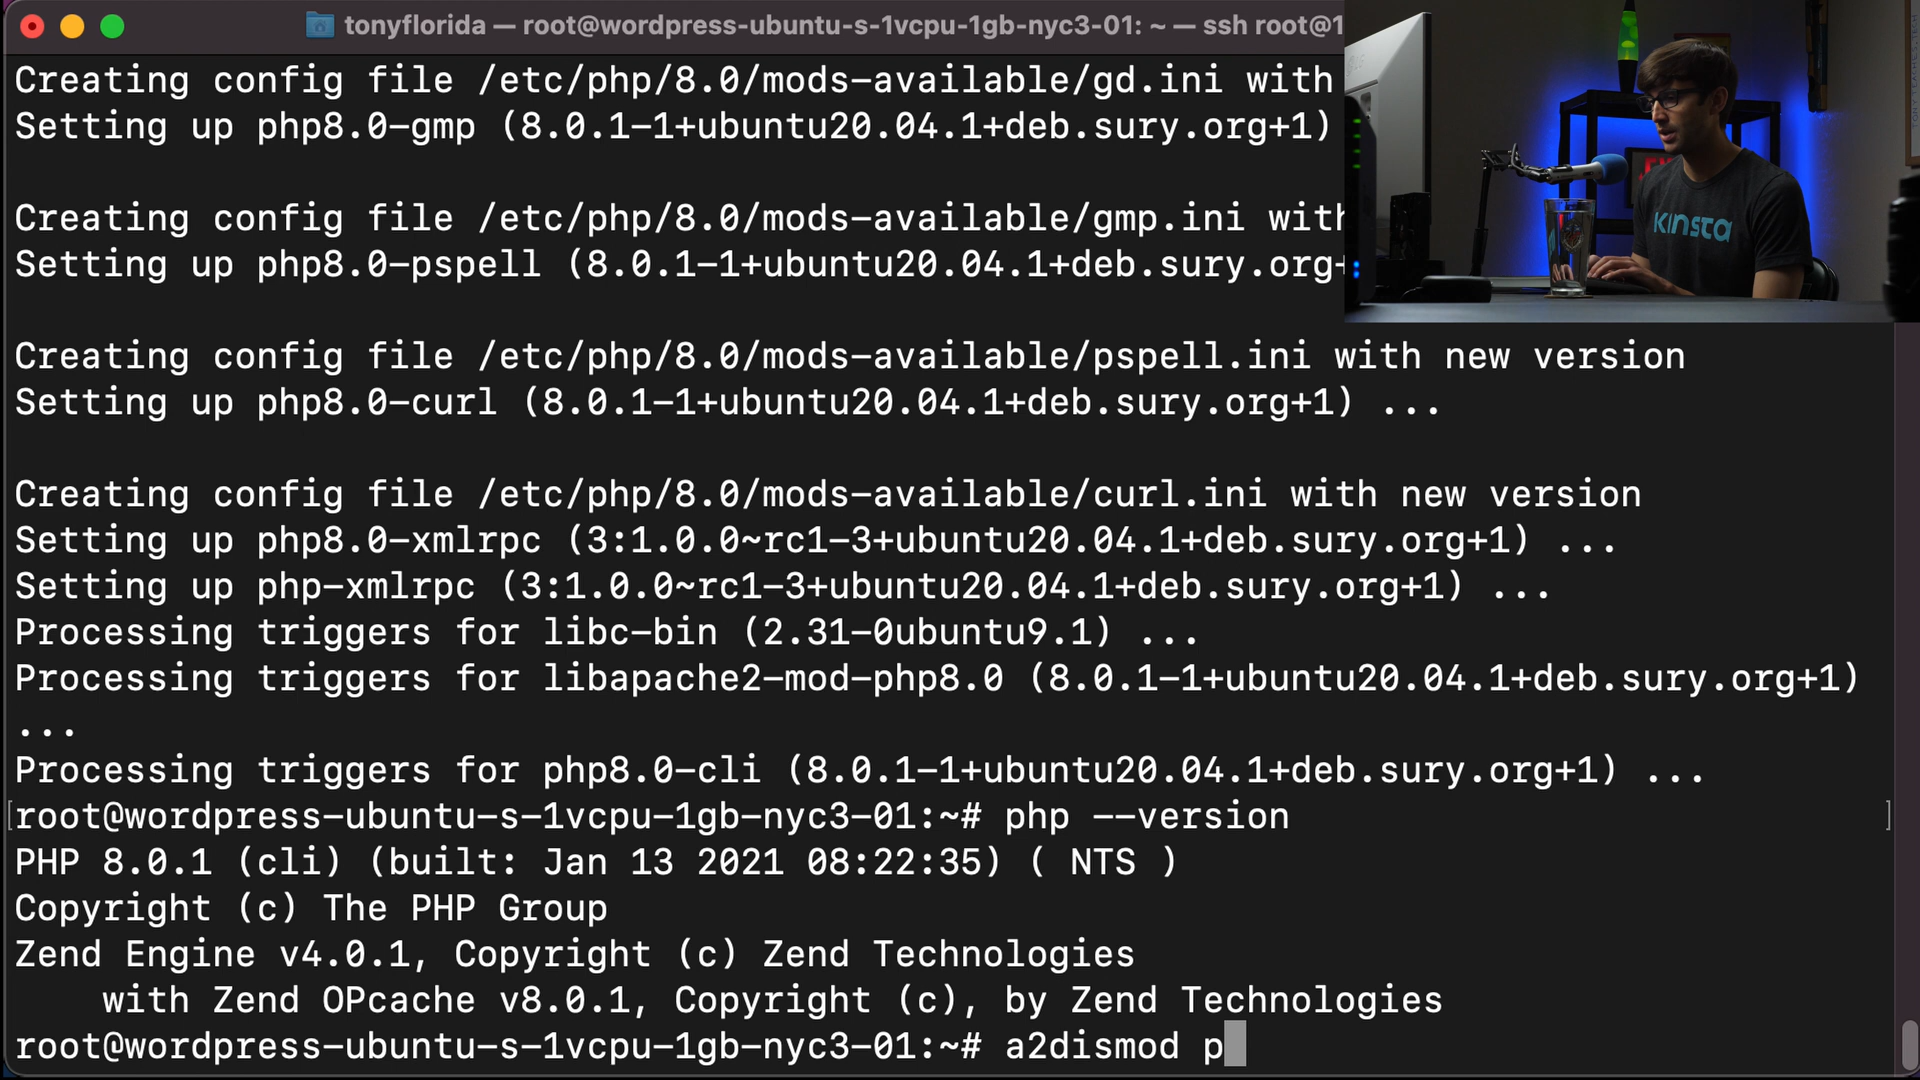 tonyflorida — root@wordpress-ubuntu-s-1vcpu-1gb-nyc3-01: ~ — ssh root@1
Creating config file /etc/php/8.0/mods-available/gd.ini with
Setting up php8.0-gmp (8.0.1-1+ubuntu20.04.1+deb.sury.org+1)
Creating config file /etc/php/8.0/mods-available/gmp.ini with
Setting up php8.0-pspell (8.0.1-1+ubuntu20.04.1+deb.sury.org+
Kinsta
Creating config file /etc/php/8.0/mods-available/pspell.ini with new version
Setting up php8.0-curl (8.0.1-1+ubuntu20.04.1+deb.sury.org+1) ...
Creating config file /etc/php/8.0/mods-available/curl.ini with new version
Setting up php8.0-xmlrpc (3:1.0.0~rc1-3+ubuntu20.04.1+deb.sury.org+1) ...
Setting up php-xmlrpc (3:1.0.0~rc1-3+ubuntu20.04.1+deb.sury.org+1) ...
Processing triggers for libc-bin (2.31-0ubuntu9.1) ...
Processing triggers for libapache2-mod-php8.0 (8.0.1-1+ubuntu20.04.1+deb.sury.org+1)
...
Processing triggers for php8.0-cli (8.0.1-1+ubuntu20.04.1+deb.sury.org+1) ...
[root@wordpress-ubuntu-s-1vcpu-1gb-nyc3-01:~# php --version ]
PHP 8.0.1 (cli) (built: Jan 13 2021 08:22:35) ( NTS )
Copyright (c) The PHP Group
Zend Engine v4.0.1, Copyright (c) Zend Technologies
    with Zend OPcache v8.0.1, Copyright (c), by Zend Technologies
root@wordpress-ubuntu-s-1vcpu-1gb-nyc3-01:~# a2dismod p